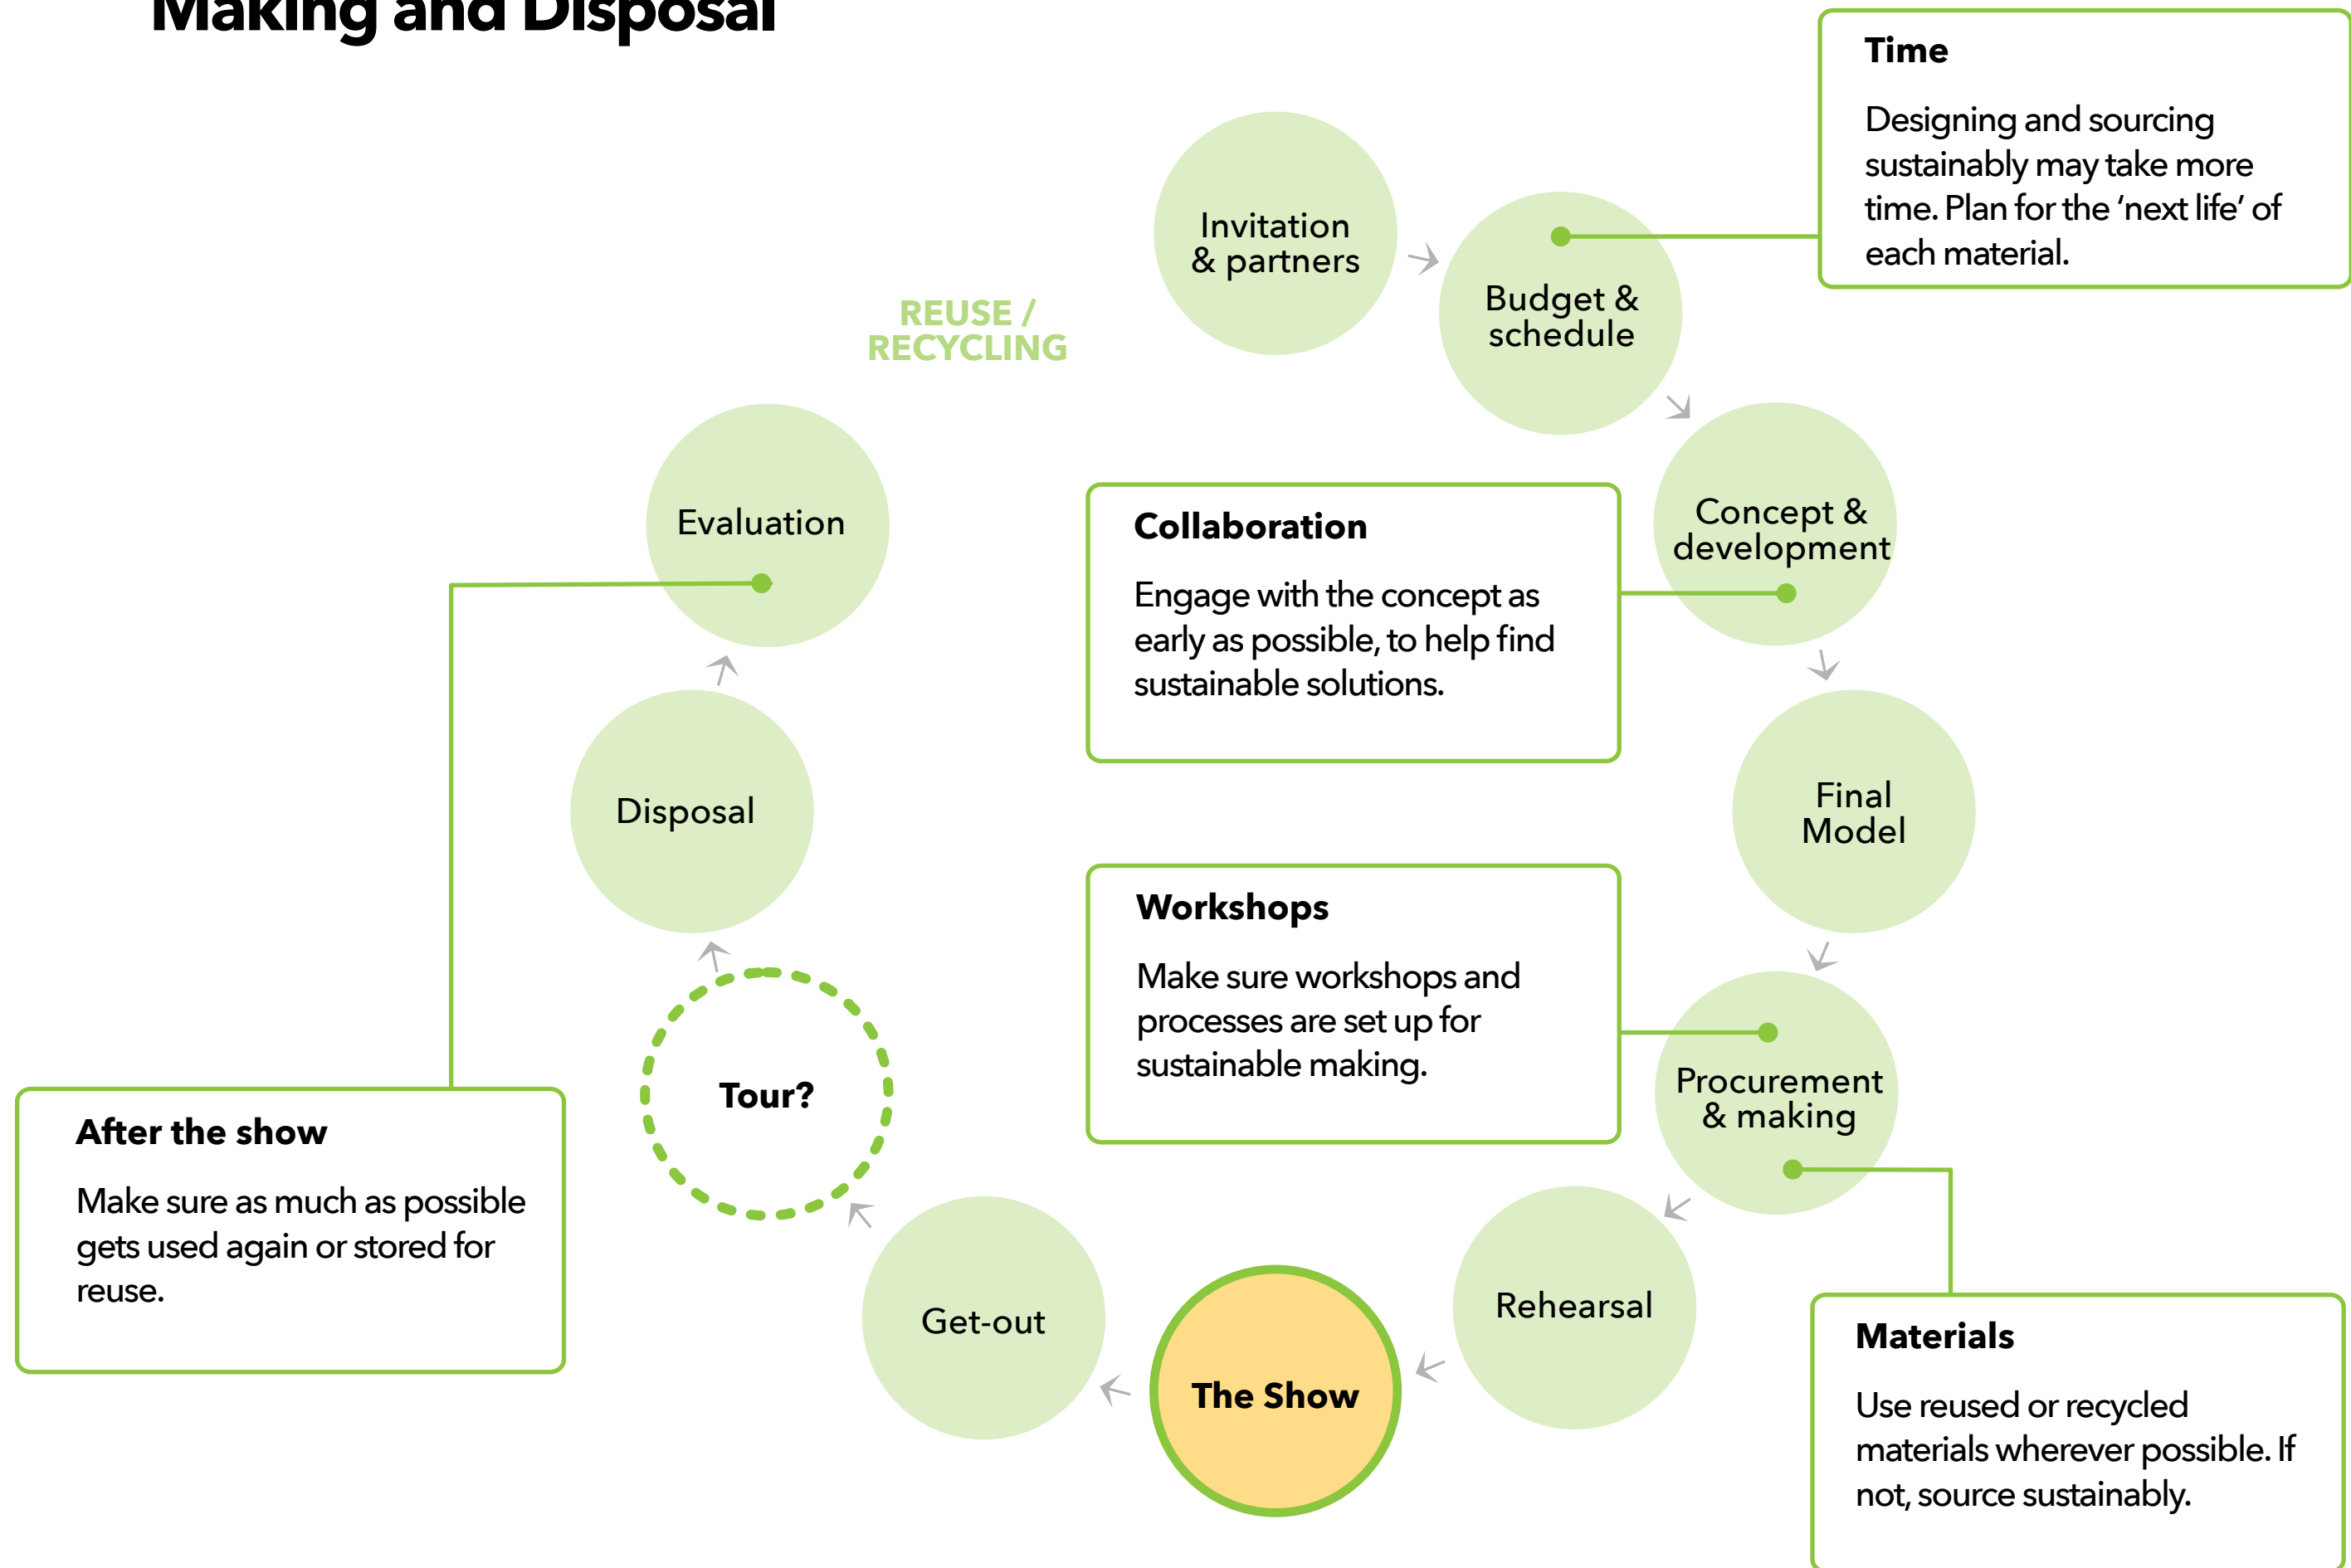 Making and Disposal
Time
Designing and sourcing
sustainably may take more
time. Plan for the ‘next life’ of
each material.
Invitation
& partners
Budget &
schedule
REUSE /
RECYCLING
Concept &
development
Collaboration
Engage with the concept as
early as possible, to help find
sustainable solutions.
Evaluation
Final
Model
Disposal
Workshops
Make sure workshops and
processes are set up for
sustainable making.
Procurement
& making
Tour?
After the show
Make sure as much as possible
gets used again or stored for
reuse.
Rehearsal
Get-out
The Show
Materials
Use reused or recycled
materials wherever possible. If
not, source sustainably.